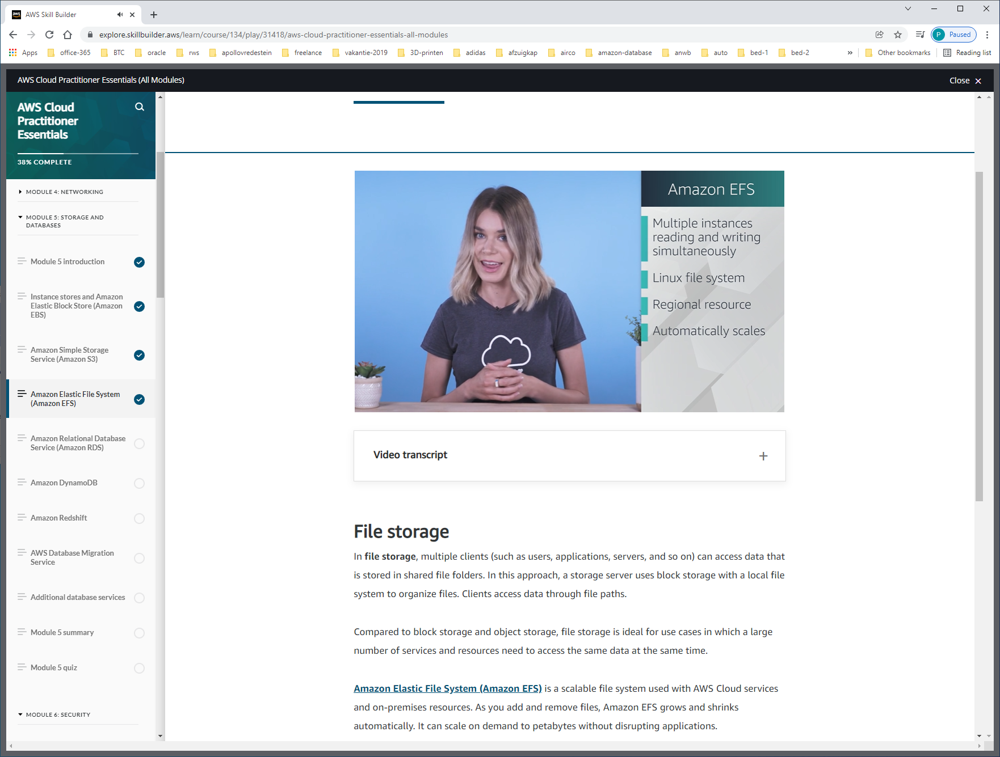 AWS Skill Builder
explore.skillbuilder.aws/learn/course/134/play/31418/aws-cloud-practitioner-essentials-all-modules
P Paused
Apps office-365 BTC oracle rws apollovredestein freelance vakantie-2019 3D-printen adidas afzuigkap airco amazon-database anwb auto bed-1 bed-2 » Other bookmarks Reading list
AWS Cloud Practitioner Essentials (All Modules)
Close
AWS Cloud
Practitioner
Essentials
38% COMPLETE
MODULE 4: NETWORKING
MODULE 5: STORAGE AND
DATABASES
Module 5 introduction
Instance stores and Amazon
Elastic Block Store (Amazon
EBS)
Amazon Simple Storage
Service (Amazon S3)
Amazon Elastic File System
(Amazon EFS)
Amazon Relational Database
Service (Amazon RDS)
Amazon DynamoDB
Amazon Redshift
AWS Database Migration
Service
Additional database services
Module 5 summary
Module 5 quiz
MODULE 6: SECURITY
Amazon EFS
Multiple instances
reading and writing
simultaneously
Linux file system
Regional resource
Automatically scales
Video transcript
File storage
In file storage, multiple clients (such as users, applications, servers, and so on) can access data that
is stored in shared file folders. In this approach, a storage server uses block storage with a local file
system to organize files. Clients access data through file paths.
Compared to block storage and object storage, file storage is ideal for use cases in which a large
number of services and resources need to access the same data at the same time.
Amazon Elastic File System (Amazon EFS) is a scalable file system used with AWS Cloud services
and on-premises resources. As you add and remove files, Amazon EFS grows and shrinks
automatically. It can scale on demand to petabytes without disrupting applications.